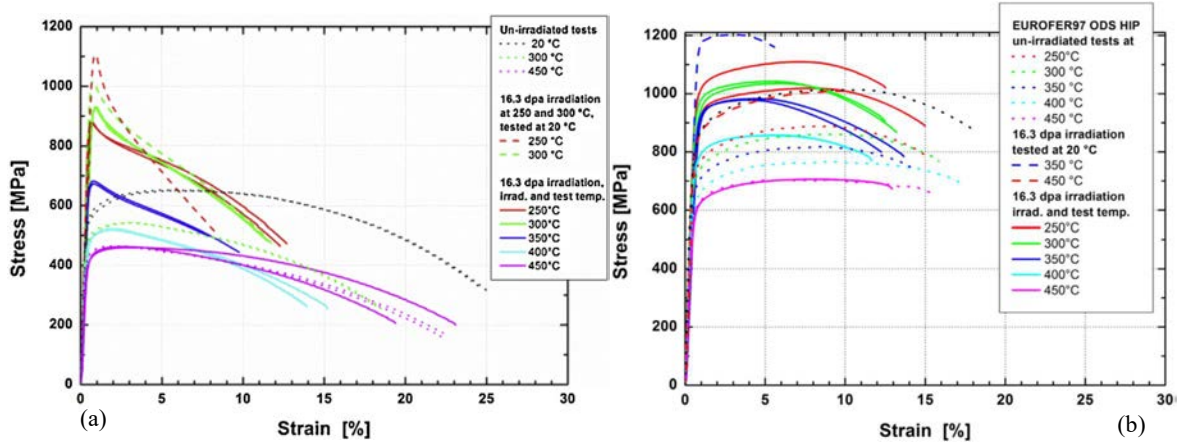 1200
1000
800
600
400
200
0
Stress [MPa]
0
5
10
15
20
25
30
Strain [%]
(a)
Un-irradiated tests
20 °C
300 °C
450 °C
16.3 dpa irradiation
at 250 and 300 °C,
tested at 20 °C
250 °C
300 °C
16.3 dpa irradiation,
irrad. and test temp.
250°C
300°C
350°C
400°C
450°C
1200
1000
800
600
400
200
0
Stress [MPa]
0
5
10
15
20
25
30
Strain [%]
(b)
EUROFER97 ODS HIP
un-irradiated tests at
250°C
300 °C
350 °C
400 °C
450 °C
16.3 dpa irradiation
tested at 20 °C
350 °C
450 °C
16.3 dpa irradiation
irrad. and test temp.
250°C
300°C
350°C
400°C
450°C